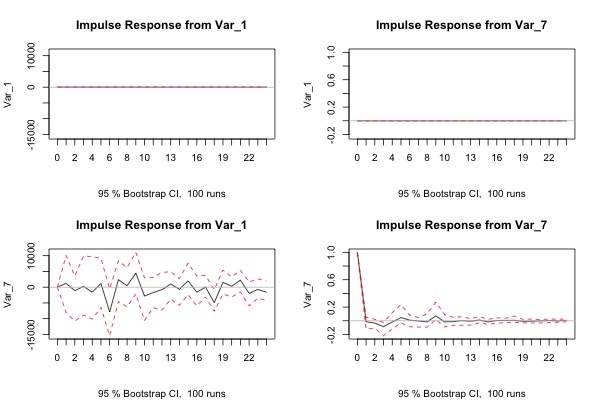 Impulse Response from Var_1
Var_1
10000
0
-15000
0 2 4 6 8 10 13 16 19 22
95 % Bootstrap CI, 100 runs
Impulse Response from Var_7
Var_1
1.0
0.6
0.2
-0.2
0 2 4 6 8 10 13 16 19 22
95 % Bootstrap CI, 100 runs
Impulse Response from Var_1
Var_7
10000
0
-15000
0 2 4 6 8 10 13 16 19 22
95 % Bootstrap CI, 100 runs
Impulse Response from Var_7
Var_7
1.0
0.6
0.2
-0.2
0 2 4 6 8 10 13 16 19 22
95 % Bootstrap CI, 100 runs